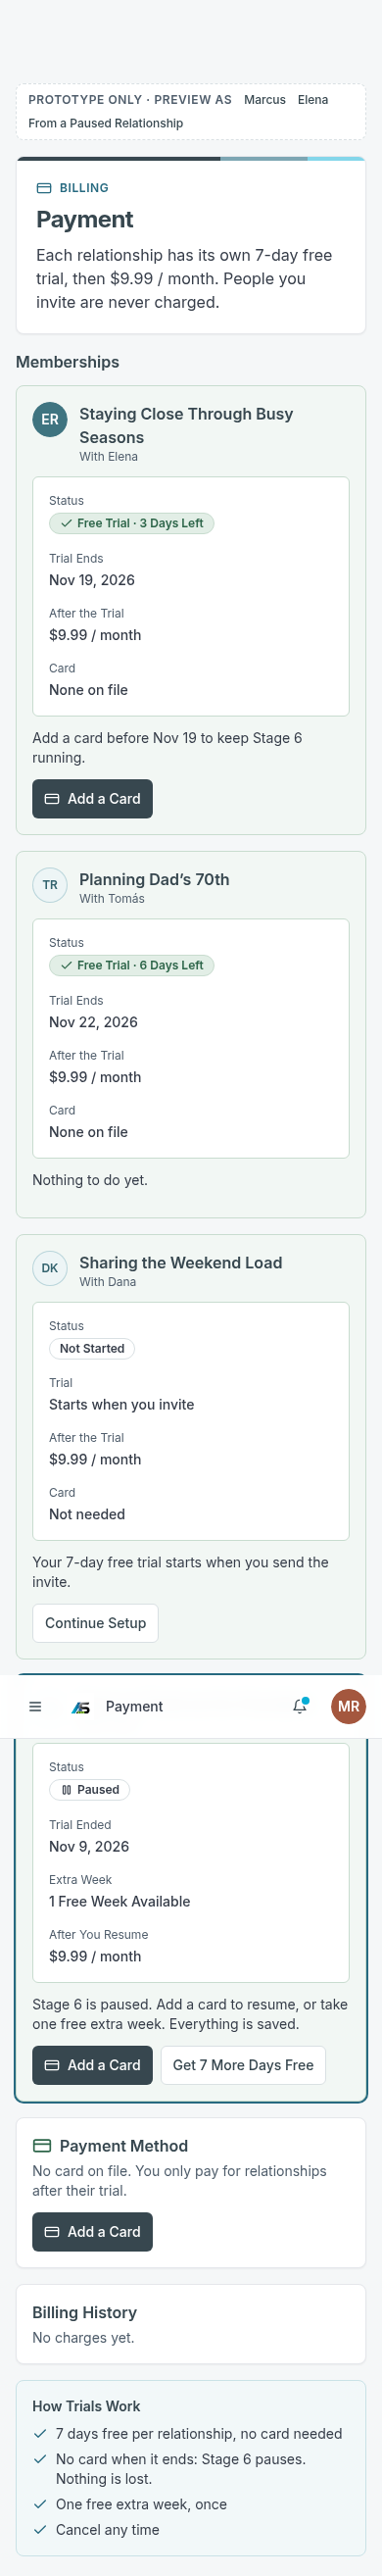 PROTOTYPE ONLY · PREVIEW AS Marcus Elena
From a Paused Relationship
BILLING
Payment
Each relationship has its own 7-day free
trial, then $9.99 / month. People you
invite are never charged.
Memberships
ER
Staying Close Through Busy
Seasons
With Elena
Status
Free Trial · 3 Days Left
Trial Ends
Nov 19, 2026
After the Trial
$9.99 / month
Card
None on file
Add a card before Nov 19 to keep Stage 6
running.
Add a Card
TR
Planning Dad’s 70th
With Tomás
Status
Free Trial · 6 Days Left
Trial Ends
Nov 22, 2026
After the Trial
$9.99 / month
Card
None on file
Nothing to do yet.
DK
Sharing the Weekend Load
With Dana
Status
Not Started
Trial
Starts when you invite
After the Trial
$9.99 / month
Card
Not needed
Your 7-day free trial starts when you send the
invite.
Continue Setup
Payment
MR
Status
Paused
Trial Ended
Nov 9, 2026
Extra Week
1 Free Week Available
After You Resume
$9.99 / month
Stage 6 is paused. Add a card to resume, or take
one free extra week. Everything is saved.
Add a Card
Get 7 More Days Free
Payment Method
No card on file. You only pay for relationships
after their trial.
Add a Card
Billing History
No charges yet.
How Trials Work
7 days free per relationship, no card needed
No card when it ends: Stage 6 pauses.
Nothing is lost.
One free extra week, once
Cancel any time